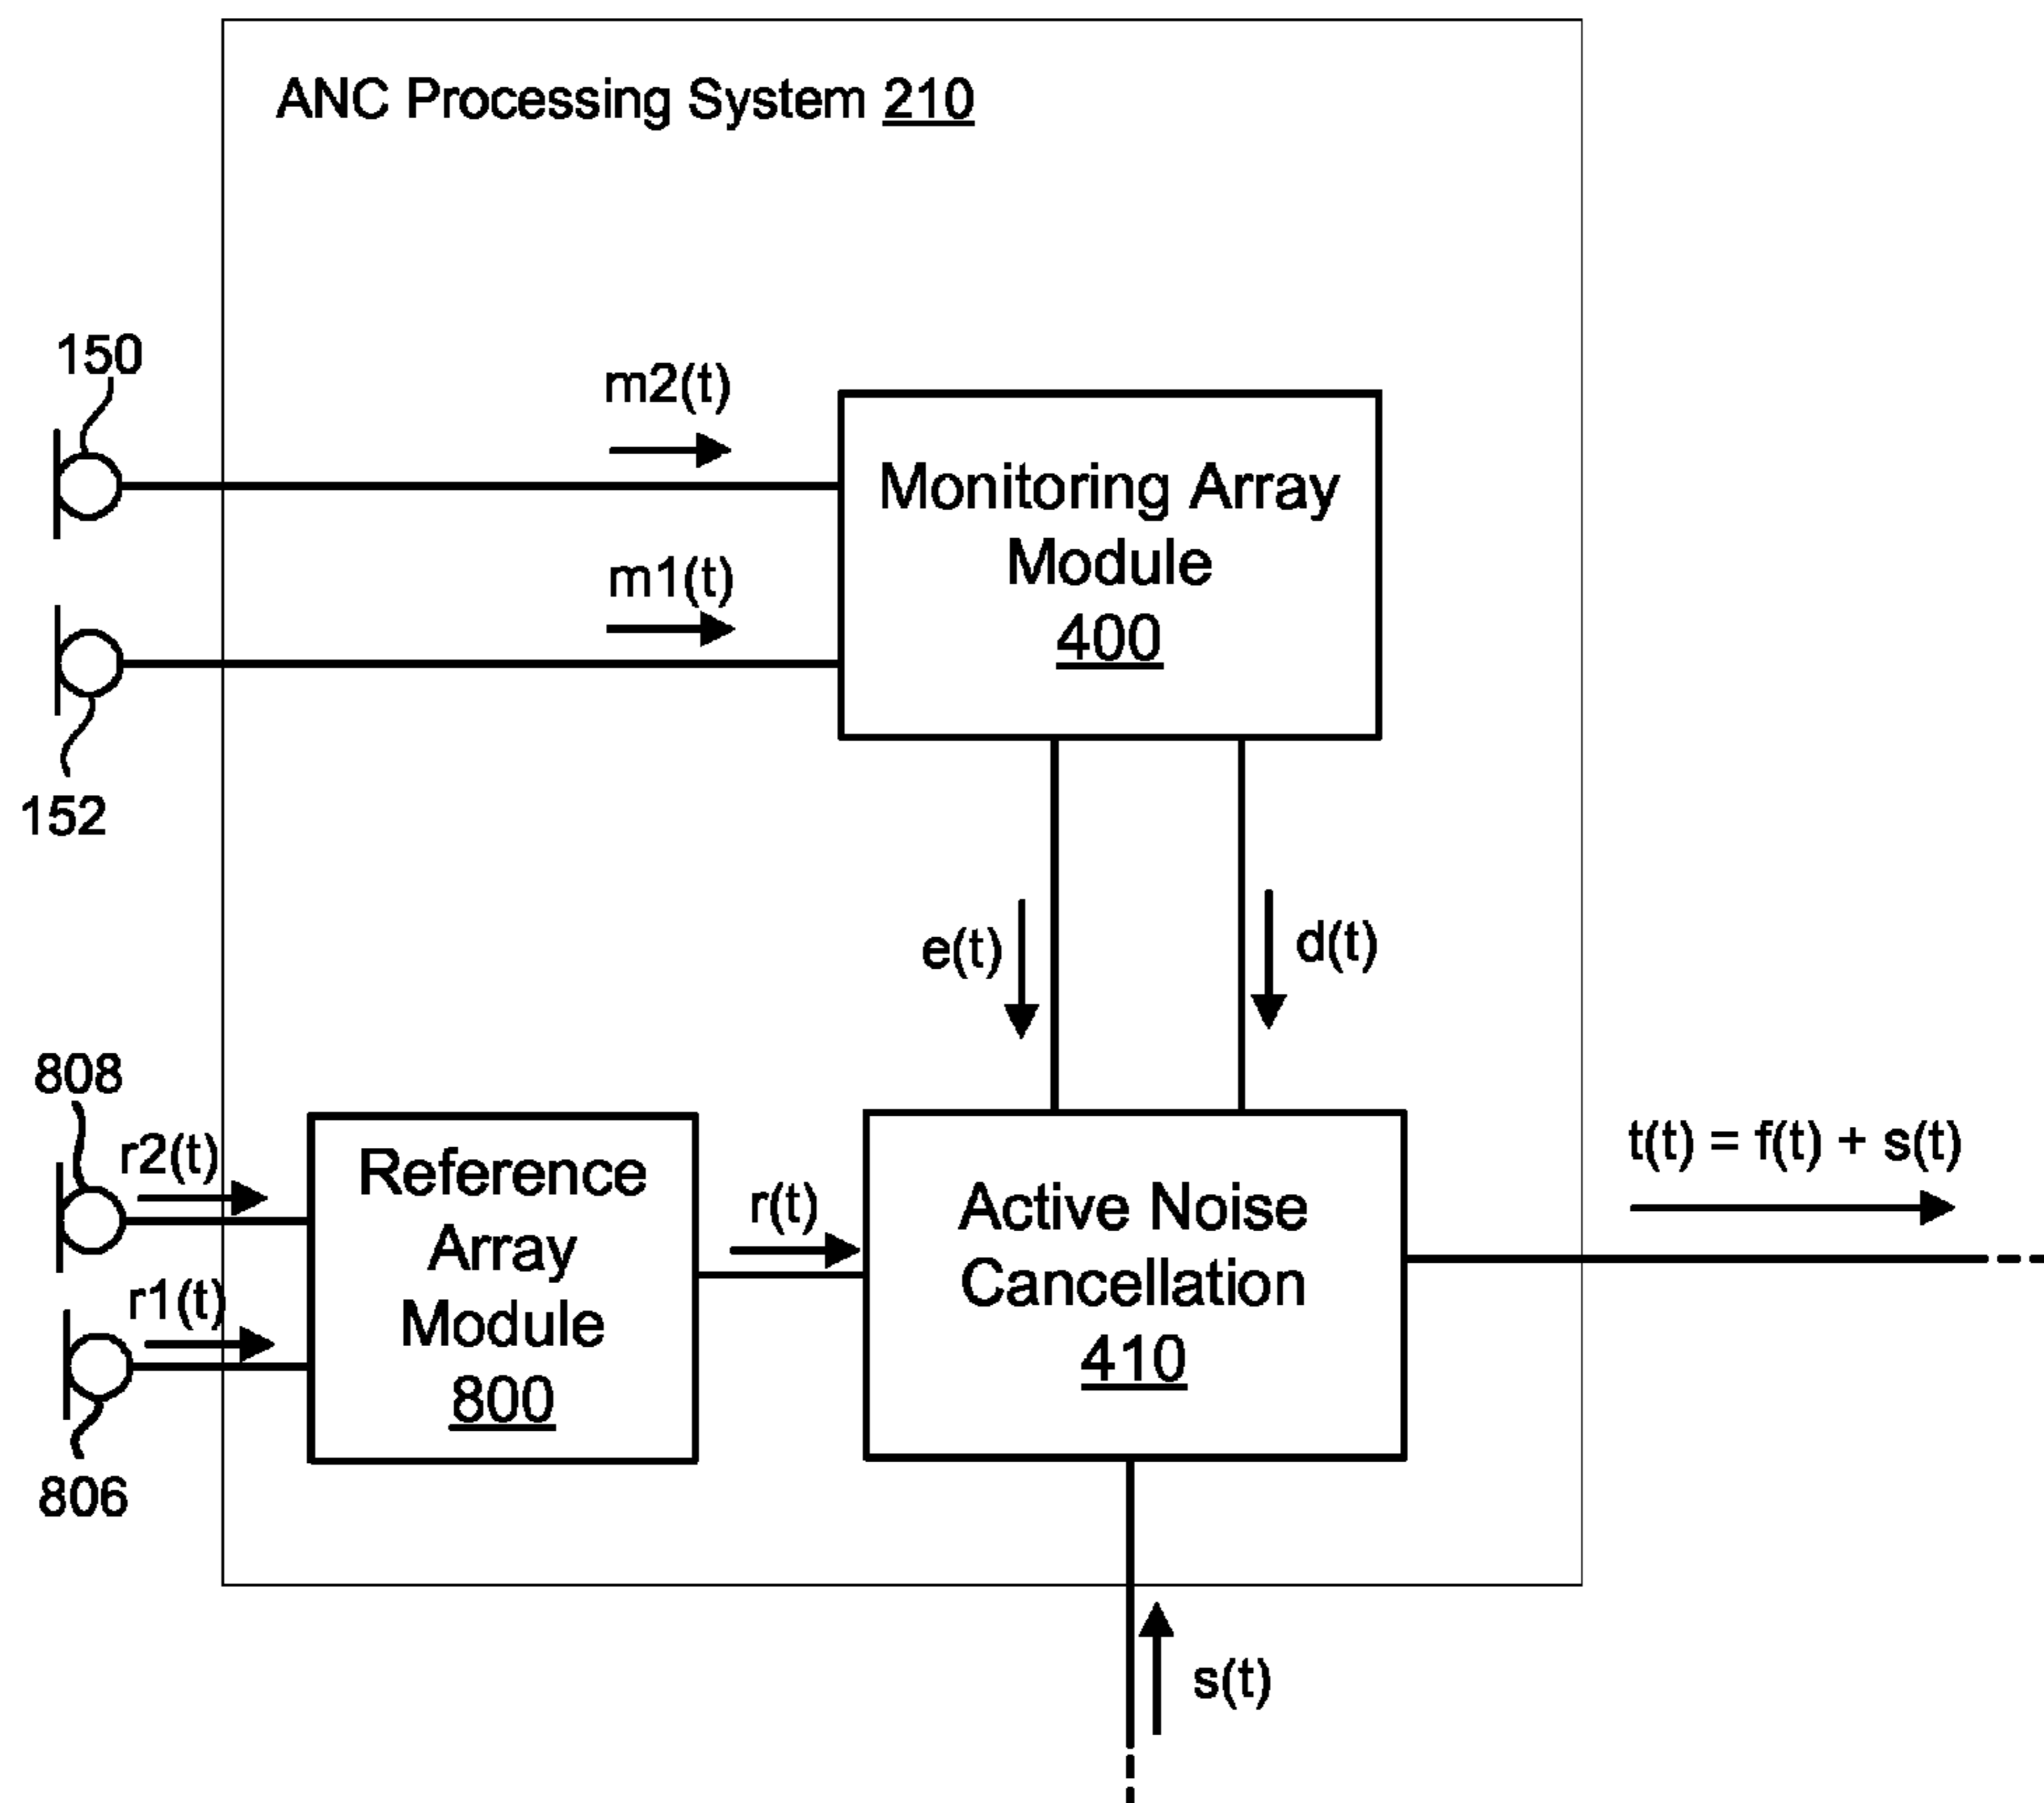 ANC Processing System 210
150
m2(t)
Monitoring Array
Module
400
m1(t)
152
e(t)
d(t)
808
r2(t)
Reference
Array
Module
800
r1(t)
806
r(t)
Active Noise
Cancellation
410
t(t) = f(t) + s(t)
s(t)